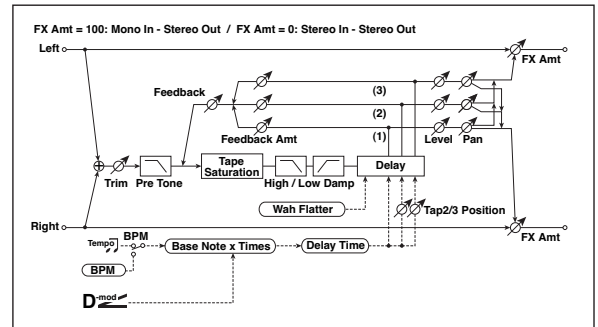 FX Amt = 100: Mono In - Stereo Out / FX Amt = 0: Stereo In - Stereo Out
Left
FX Amt
Feedback
(3)
(2)
(1)
Feedback Amt
Level
Pan
Trim
Pre Tone
Tape
Saturation
High / Low Damp
Delay
Wah Flatter
Tap2/3 Position
Right
FX Amt
Tempo
BPM
Base Note x Times
Delay Time
BPM
D-mod